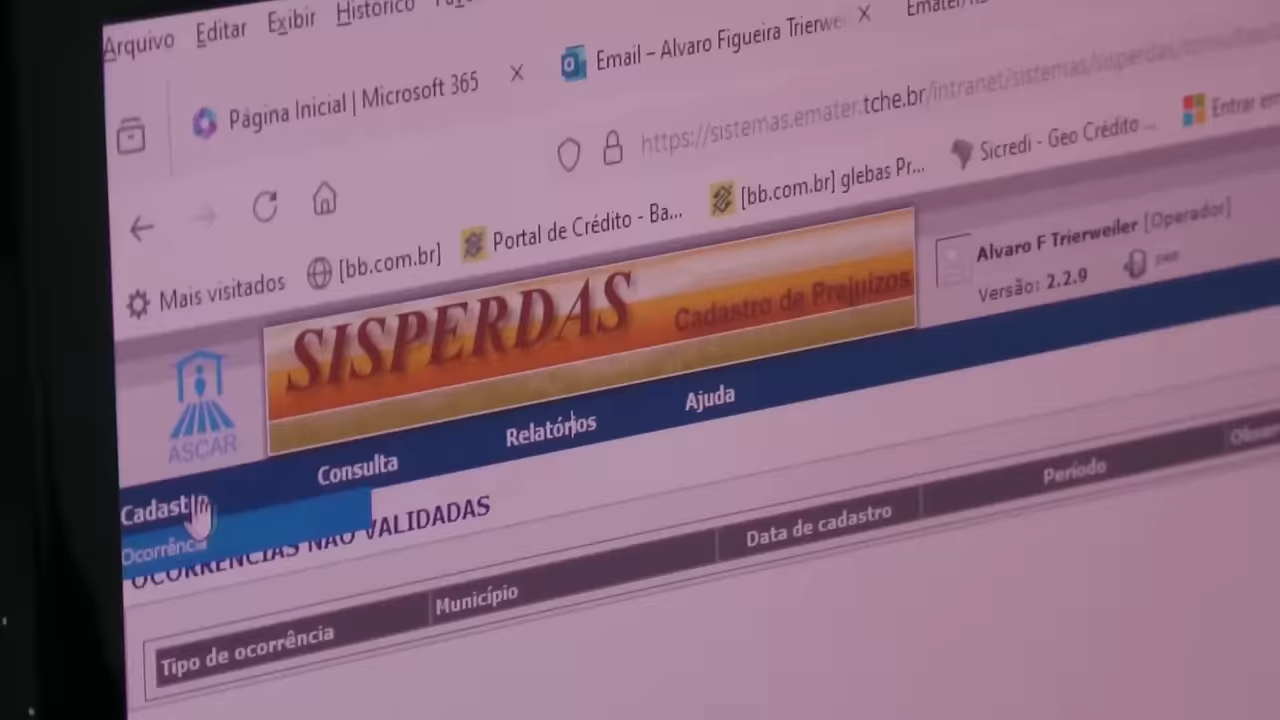 Arquivo Editar Exibir Histórico
Página Inicial | Microsoft 365
Email – Alvaro Figueira Trierwe
https://sistemas.emater.tche.br/intranet/sistemas/sisperdas/
Mais visitados
[bb.com.br]
Portal de Crédito - Ba...
[bb.com.br] glebas Pr...
Sicredi - Geo Crédito ...
Entrar em
ASCAR
SISPERDAS
Cadastro de Prejuízos
Alvaro F Trierweiler [Operador]
Versão: 2.2.9
Consulta
Relatórios
Ajuda
Ocorrência
OCORRÊNCIAS NÃO VALIDADAS
Tipo de ocorrência
Município
Data de cadastro
Período